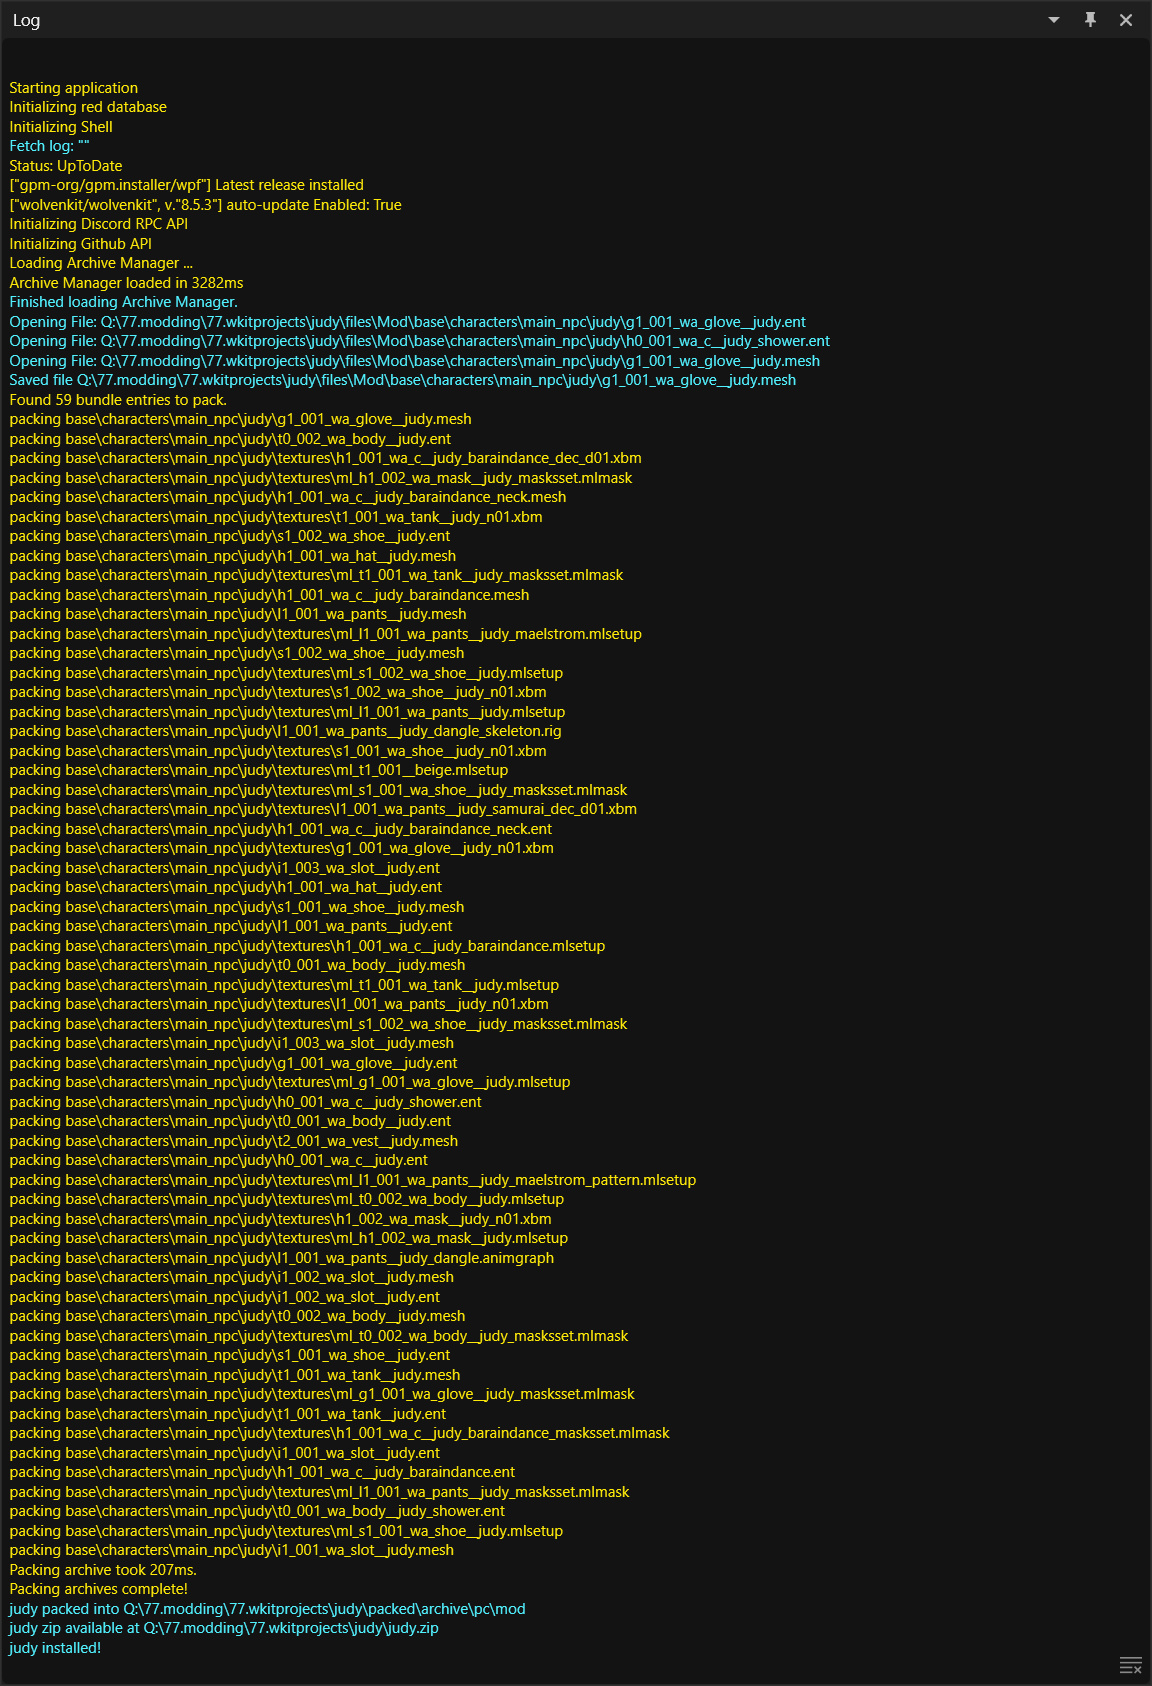 Log
Starting application
Initializing red database
Initializing Shell
Fetch log: ""
Status: UpToDate
["gpm-org/gpm.installer/wpf"] Latest release installed
["wolvenkit/wolvenkit", v."8.5.3"] auto-update Enabled: True
Initializing Discord RPC API
Initializing Github API
Loading Archive Manager ...
Archive Manager loaded in 3282ms
Finished loading Archive Manager.
Opening File: Q:\77.modding\77.wkitprojects\judy\files\Mod\base\characters\main_npc\judy\g1_001_wa_glove__judy.ent
Opening File: Q:\77.modding\77.wkitprojects\judy\files\Mod\base\characters\main_npc\judy\h0_001_wa_c__judy_shower.ent
Opening File: Q:\77.modding\77.wkitprojects\judy\files\Mod\base\characters\main_npc\judy\g1_001_wa_glove__judy.mesh
Saved file Q:\77.modding\77.wkitprojects\judy\files\Mod\base\characters\main_npc\judy\g1_001_wa_glove__judy.mesh
Found 59 bundle entries to pack.
packing base\characters\main_npc\judy\g1_001_wa_glove__judy.mesh
packing base\characters\main_npc\judy\t0_002_wa_body__judy.ent
packing base\characters\main_npc\judy\textures\h1_001_wa_c__judy_baraindance_dec_d01.xbm
packing base\characters\main_npc\judy\textures\ml_h1_002_wa_mask__judy_masksset.mlmask
packing base\characters\main_npc\judy\h1_001_wa_c__judy_baraindance_neck.mesh
packing base\characters\main_npc\judy\textures\t1_001_wa_tank__judy_n01.xbm
packing base\characters\main_npc\judy\s1_002_wa_shoe__judy.ent
packing base\characters\main_npc\judy\h1_001_wa_hat__judy.mesh
packing base\characters\main_npc\judy\textures\ml_t1_001_wa_tank__judy_masksset.mlmask
packing base\characters\main_npc\judy\h1_001_wa_c__judy_baraindance.mesh
packing base\characters\main_npc\judy\l1_001_wa_pants__judy.mesh
packing base\characters\main_npc\judy\textures\ml_l1_001_wa_pants__judy_maelstrom.mlsetup
packing base\characters\main_npc\judy\s1_002_wa_shoe__judy.mesh
packing base\characters\main_npc\judy\textures\ml_s1_002_wa_shoe__judy.mlsetup
packing base\characters\main_npc\judy\textures\s1_002_wa_shoe__judy_n01.xbm
packing base\characters\main_npc\judy\textures\ml_l1_001_wa_pants__judy.mlsetup
packing base\characters\main_npc\judy\l1_001_wa_pants__judy_dangle_skeleton.rig
packing base\characters\main_npc\judy\textures\s1_001_wa_shoe__judy_n01.xbm
packing base\characters\main_npc\judy\textures\ml_t1_001__beige.mlsetup
packing base\characters\main_npc\judy\textures\ml_s1_001_wa_shoe__judy_masksset.mlmask
packing base\characters\main_npc\judy\textures\l1_001_wa_pants__judy_samurai_dec_d01.xbm
packing base\characters\main_npc\judy\h1_001_wa_c__judy_baraindance_neck.ent
packing base\characters\main_npc\judy\textures\g1_001_wa_glove__judy_n01.xbm
packing base\characters\main_npc\judy\i1_003_wa_slot__judy.ent
packing base\characters\main_npc\judy\h1_001_wa_hat__judy.ent
packing base\characters\main_npc\judy\s1_001_wa_shoe__judy.mesh
packing base\characters\main_npc\judy\l1_001_wa_pants__judy.ent
packing base\characters\main_npc\judy\textures\h1_001_wa_c__judy_baraindance.mlsetup
packing base\characters\main_npc\judy\t0_001_wa_body__judy.mesh
packing base\characters\main_npc\judy\textures\ml_t1_001_wa_tank__judy.mlsetup
packing base\characters\main_npc\judy\textures\l1_001_wa_pants__judy_n01.xbm
packing base\characters\main_npc\judy\textures\ml_s1_002_wa_shoe__judy_masksset.mlmask
packing base\characters\main_npc\judy\i1_003_wa_slot__judy.mesh
packing base\characters\main_npc\judy\g1_001_wa_glove__judy.ent
packing base\characters\main_npc\judy\textures\ml_g1_001_wa_glove__judy.mlsetup
packing base\characters\main_npc\judy\h0_001_wa_c__judy_shower.ent
packing base\characters\main_npc\judy\t0_001_wa_body__judy.ent
packing base\characters\main_npc\judy\t2_001_wa_vest__judy.mesh
packing base\characters\main_npc\judy\h0_001_wa_c__judy.ent
packing base\characters\main_npc\judy\textures\ml_l1_001_wa_pants__judy_maelstrom_pattern.mlsetup
packing base\characters\main_npc\judy\textures\ml_t0_002_wa_body__judy.mlsetup
packing base\characters\main_npc\judy\textures\h1_002_wa_mask__judy_n01.xbm
packing base\characters\main_npc\judy\textures\ml_h1_002_wa_mask__judy.mlsetup
packing base\characters\main_npc\judy\l1_001_wa_pants__judy_dangle.animgraph
packing base\characters\main_npc\judy\i1_002_wa_slot__judy.mesh
packing base\characters\main_npc\judy\i1_002_wa_slot__judy.ent
packing base\characters\main_npc\judy\t0_002_wa_body__judy.mesh
packing base\characters\main_npc\judy\textures\ml_t0_002_wa_body__judy_masksset.mlmask
packing base\characters\main_npc\judy\s1_001_wa_shoe__judy.ent
packing base\characters\main_npc\judy\t1_001_wa_tank__judy.mesh
packing base\characters\main_npc\judy\textures\ml_g1_001_wa_glove__judy_masksset.mlmask
packing base\characters\main_npc\judy\t1_001_wa_tank__judy.ent
packing base\characters\main_npc\judy\textures\h1_001_wa_c__judy_baraindance_masksset.mlmask
packing base\characters\main_npc\judy\i1_001_wa_slot__judy.ent
packing base\characters\main_npc\judy\h1_001_wa_c__judy_baraindance.ent
packing base\characters\main_npc\judy\textures\ml_l1_001_wa_pants__judy_masksset.mlmask
packing base\characters\main_npc\judy\t0_001_wa_body__judy_shower.ent
packing base\characters\main_npc\judy\textures\ml_s1_001_wa_shoe__judy.mlsetup
packing base\characters\main_npc\judy\i1_001_wa_slot__judy.mesh
Packing archive took 207ms.
Packing archives complete!
judy packed into Q:\77.modding\77.wkitprojects\judy\packed\archive\pc\mod
judy zip available at Q:\77.modding\77.wkitprojects\judy\judy.zip
judy installed!